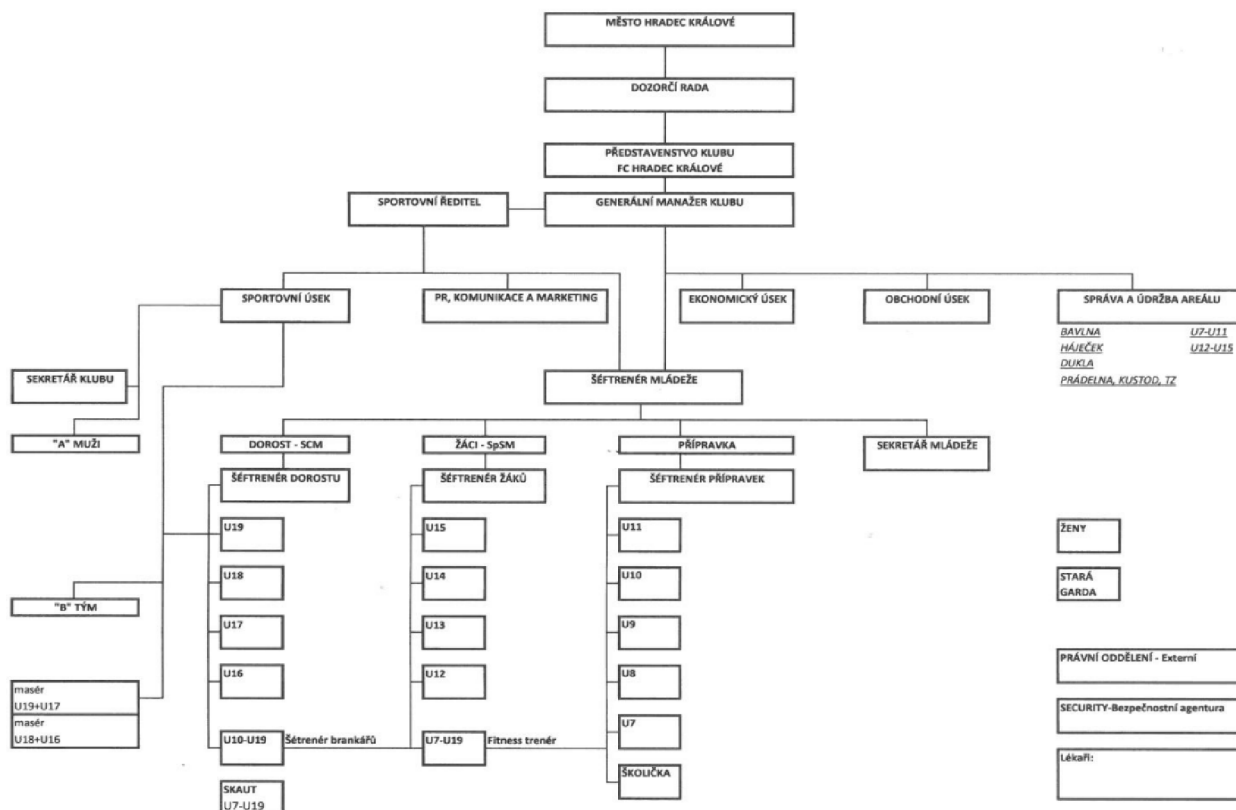 MĚSTO HRADEC KRÁLOVÉ
DOZORČÍ RADA
PŘEDSTAVENSTVO KLUBU
FC HRADEC KRÁLOVÉ
SPORTOVNÍ ŘEDITEL
GENERÁLNÍ MANAŽER KLUBU
SPORTOVNÍ ÚSEK
PR, KOMUNIKACE A MARKETING
EKONOMICKÝ ÚSEK
OBCHODNÍ ÚSEK
SPRÁVA A ÚDRŽBA AREÁLU
BAVLNA U7-U11
HÁJEČEK U12-U15
DUKLA
PRÁDELNA, KUSTOD, TZ
SEKRETÁŘ KLUBU
ŠÉFTRENÉR MLÁDEŽE
"A" MUŽI
DOROST - SCM
ŽÁCI - SpSM
PŘÍPRAVKA
SEKRETÁŘ MLÁDEŽE
ŠÉFTRENÉR DOROSTU
ŠÉFTRENÉR ŽÁKŮ
ŠÉFTRENÉR PŘÍPRAVEK
U19
U15
U11
ŽENY
U18
U14
U10
STARÁ
GARDA
"B" TÝM
U17
U13
U9
PRÁVNÍ ODDĚLENÍ - Externí
U16
U12
U8
masér
U19+U17
masér
U18+U16
SECURITY-Bezpečnostní agentura
U10-U19 Šétrenér brankářů
U7-U19 Fitness trenér
U7
Lékaři:
ŠKOLIČKA
SKAUT
U7-U19